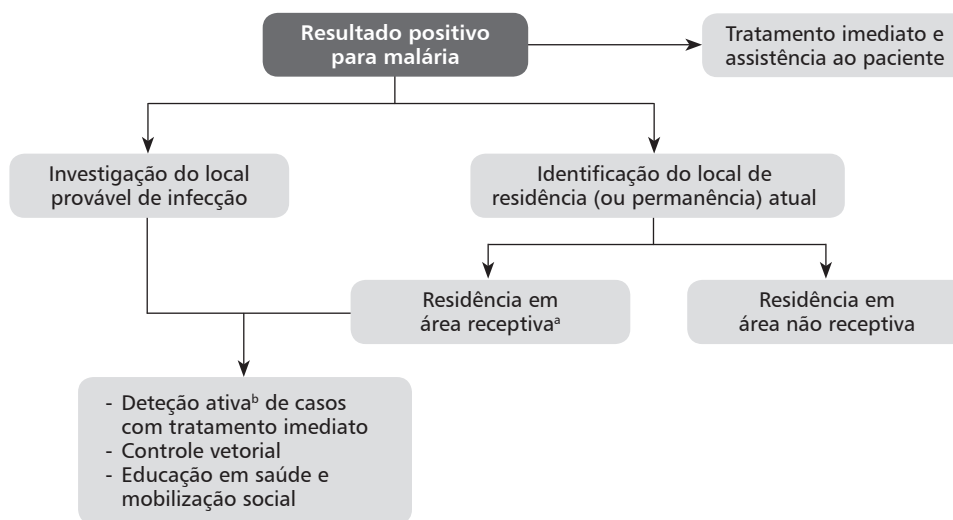 Resultado positivo
para malária
Tratamento imediato e
assistência ao paciente
Investigação do local
provável de infecção
Identificação do local de
residência (ou permanência) atual
Residência em
área receptivaᵃ
Residência em
área não receptiva
- Deteção ativaᵇ de casos
com tratamento imediato
- Controle vetorial
- Educação em saúde e
mobilização social